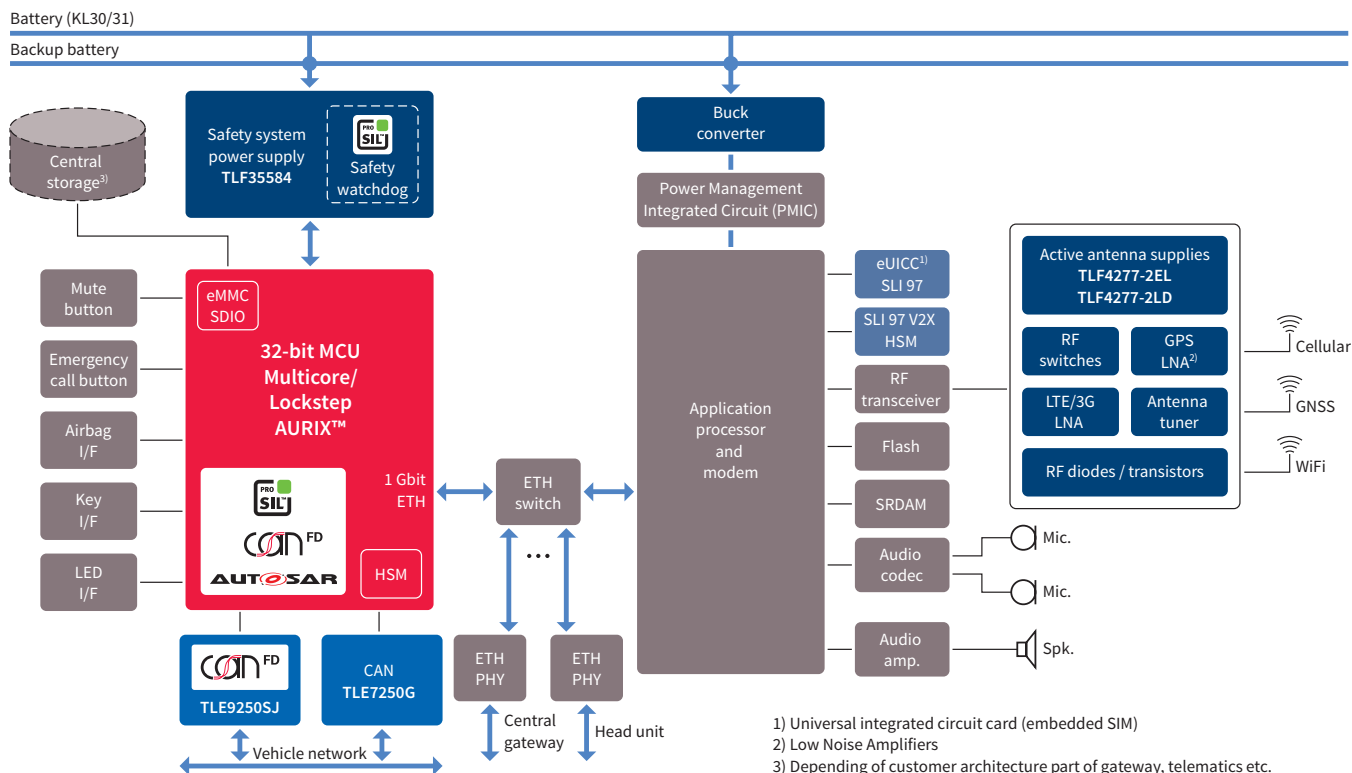 Battery (KL30/31)
Backup battery
Central
storage3)
Safety system
power supply
TLF35584
PRO
SIL™
Safety
watchdog
Buck
converter
Power Management
Integrated Circuit (PMIC)
Mute
button
Emergency
call button
Airbag
I/F
Key
I/F
LED
I/F
eMMC
SDIO
32-bit MCU
Multicore/
Lockstep
AURIX™
1 Gbit
ETH
PRO
SIL™
CAN FD
AUTOSAR
HSM
ETH
switch
...
Application
processor
and
modem
eUICC1)
SLI 97
SLI 97 V2X
HSM
RF
transceiver
Flash
SRDAM
Audio
codec
Audio
amp.
Active antenna supplies
TLF4277-2EL
TLF4277-2LD
RF
switches
GPS
LNA2)
LTE/3G
LNA
Antenna
tuner
RF diodes / transistors
Cellular
GNSS
WiFi
Mic.
Mic.
Spk.
CAN FD
TLE9250SJ
CAN
TLE7250G
ETH
PHY
ETH
PHY
Vehicle network
Central
gateway
Head unit
1) Universal integrated circuit card (embedded SIM)
2) Low Noise Amplifiers
3) Depending of customer architecture part of gateway, telematics etc.